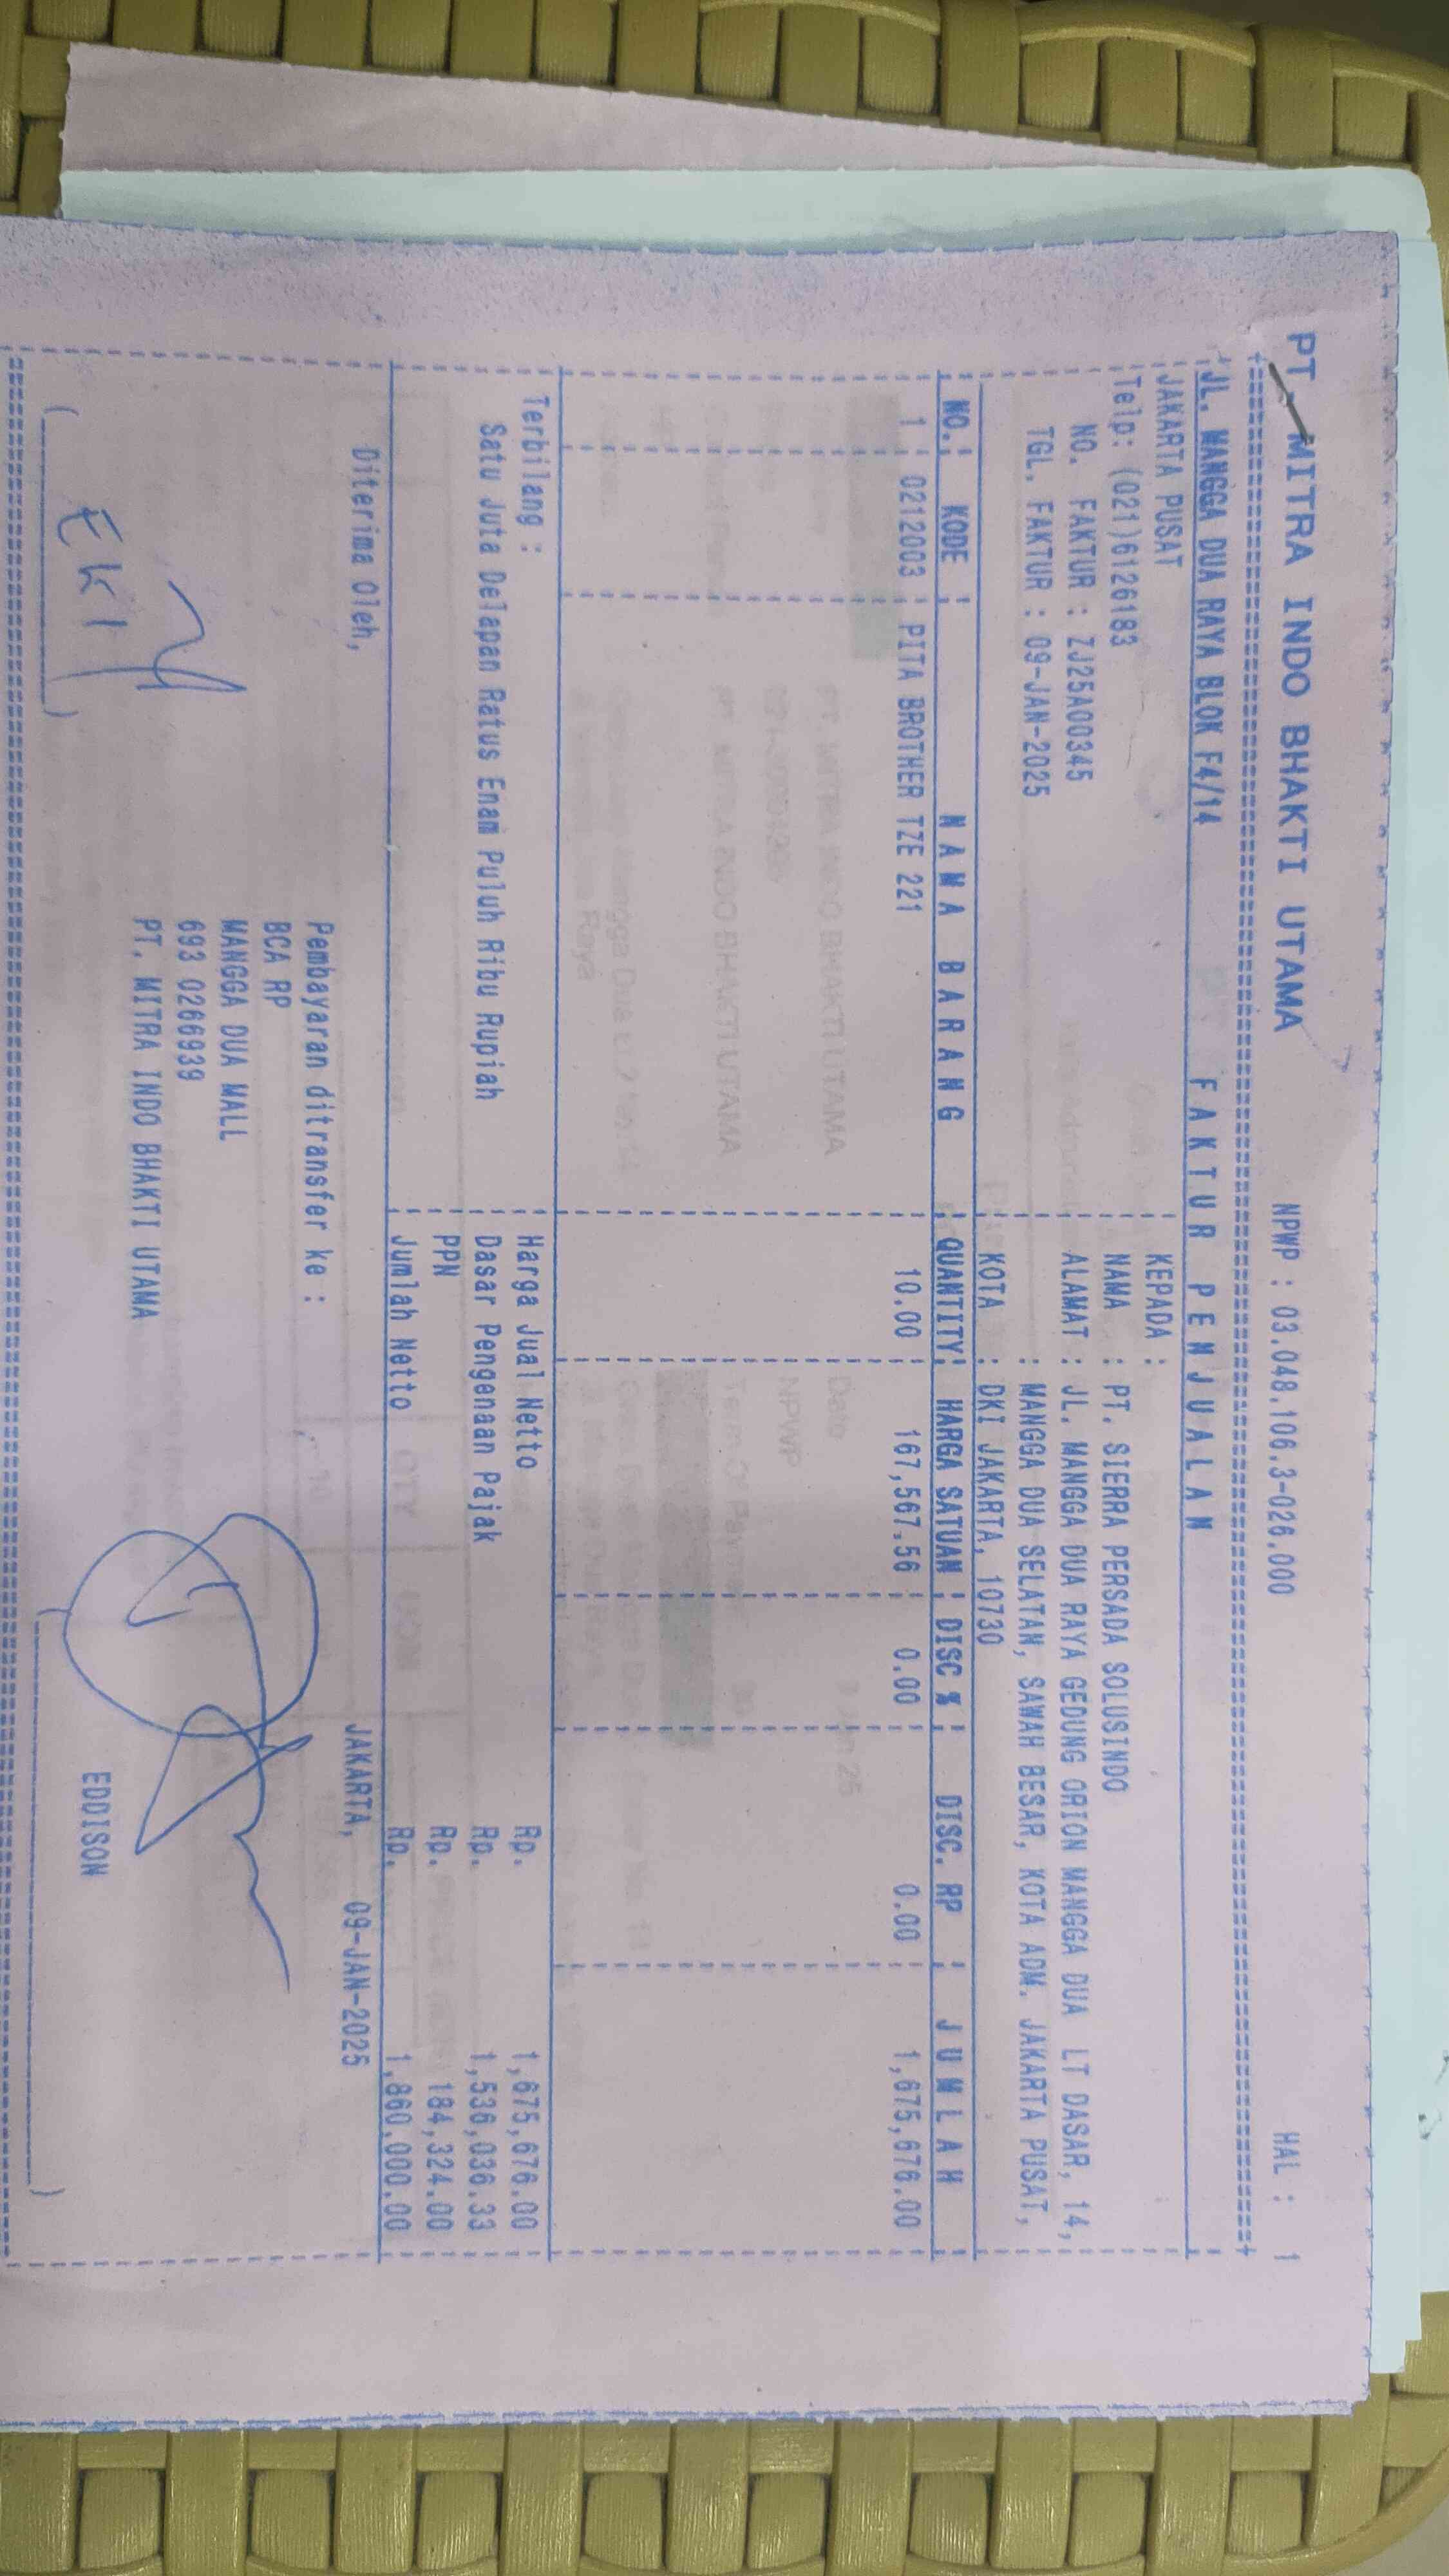 PT. MITRA INDO BHAKTI UTAMA NPWP : 03.048.106.3-026.000 HAL : 1
JL. MANGGA DUA RAYA BLOK F4/14 F A K T U R P E N J U A L A N
JAKARTA PUSAT KEPADA :
Telp: (021)6126183 NAMA : PT. SIERRA PERSADA SOLUSINDO
NO. FAKTUR : ZJ25A00345 ALAMAT : JL. MANGGA DUA RAYA GEDUNG ORION MANGGA DUA LT DASAR, 14,
TGL. FAKTUR : 09-JAN-2025 : MANGGA DUA SELATAN, SAWAH BESAR, KOTA ADM. JAKARTA PUSAT,
KOTA : DKI JAKARTA, 10730
NO. KODE N A M A B A R A N G QUANTITY HARGA SATUAN DISC % DISC. RP J U M L A H
1 0212003 PITA BROTHER TZE 221 10.00 167,567.56 0.00 0.00 1,675,676.00
Terbilang : Harga Jual Netto Rp. 1,675,676.00
Satu Juta Delapan Ratus Enam Puluh Ribu Rupiah Dasar Pengenaan Pajak Rp. 1,536,036.33
PPN Rp. 184,324.00
Jumlah Netto Rp. 1,860,000.00
Diterima Oleh, JAKARTA, 09-JAN-2025
Pembayaran ditransfer ke :
BCA RP
MANGGA DUA MALL
693 0266939
PT. MITRA INDO BHAKTI UTAMA
EKI
EDDISON